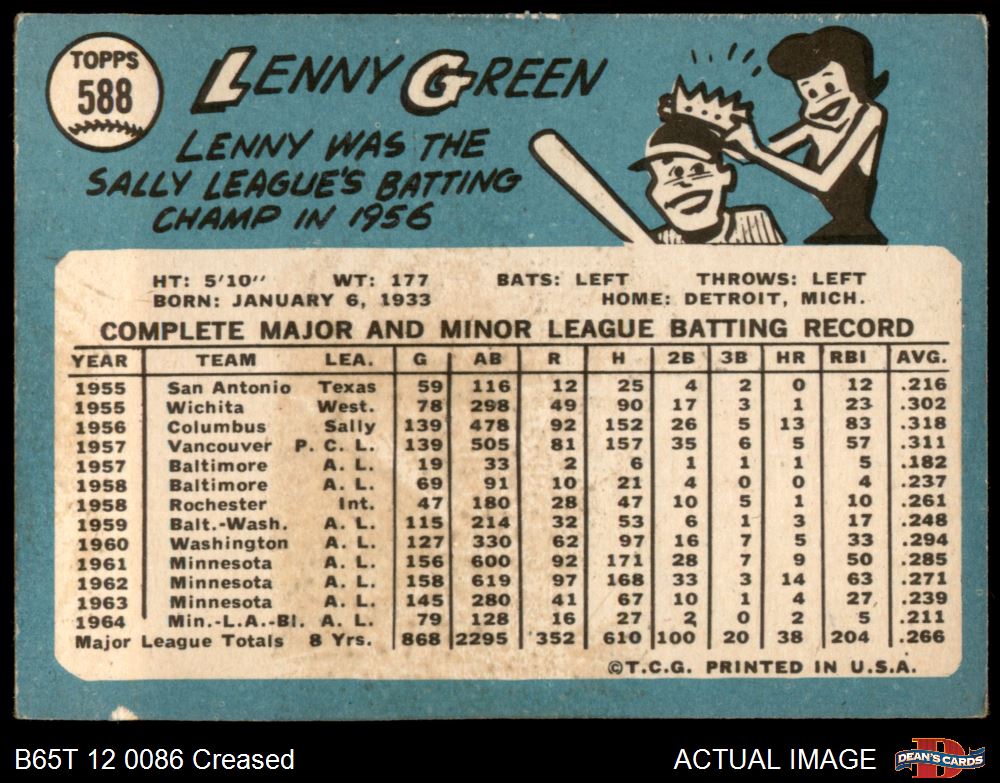 TOPPS
588
LENNY GREEN
LENNY WAS THE
SALLY LEAGUE'S BATTING
CHAMP IN 1956
HT: 5'10" WT: 177 BATS: LEFT THROWS: LEFT
BORN: JANUARY 6, 1933 HOME: DETROIT, MICH.
COMPLETE MAJOR AND MINOR LEAGUE BATTING RECORD
YEAR TEAM LEA. G AB R H 2B 3B HR RBI AVG.
1955 San Antonio Texas 59 116 12 25 4 2 0 12 .216
1955 Wichita West. 78 298 49 90 17 3 1 23 .302
1956 Columbus Sally 139 478 92 152 26 5 13 83 .318
1957 Vancouver P. C. L. 139 505 81 157 35 6 5 57 .311
1957 Baltimore A. L. 19 33 2 6 1 1 1 5 .182
1958 Baltimore A. L. 69 91 10 21 4 0 0 4 .237
1958 Rochester Int. 47 180 28 47 10 5 1 10 .261
1959 Balt.-Wash. A. L. 115 214 32 53 6 1 3 17 .248
1960 Washington A. L. 127 330 62 97 16 7 5 33 .294
1961 Minnesota A. L. 156 600 92 171 28 7 9 50 .285
1962 Minnesota A. L. 158 619 97 168 33 3 14 63 .271
1963 Minnesota A. L. 145 280 41 67 10 1 4 27 .239
1964 Min.-L.A.-Bl. A. L. 79 128 16 27 2 0 2 5 .211
Major League Totals 8 Yrs. 868 2295 352 610 100 20 38 204 .266
©T.C.G. PRINTED IN U.S.A.
B65T 12 0086 Creased ACTUAL IMAGE
D
DEAN'S CARDS